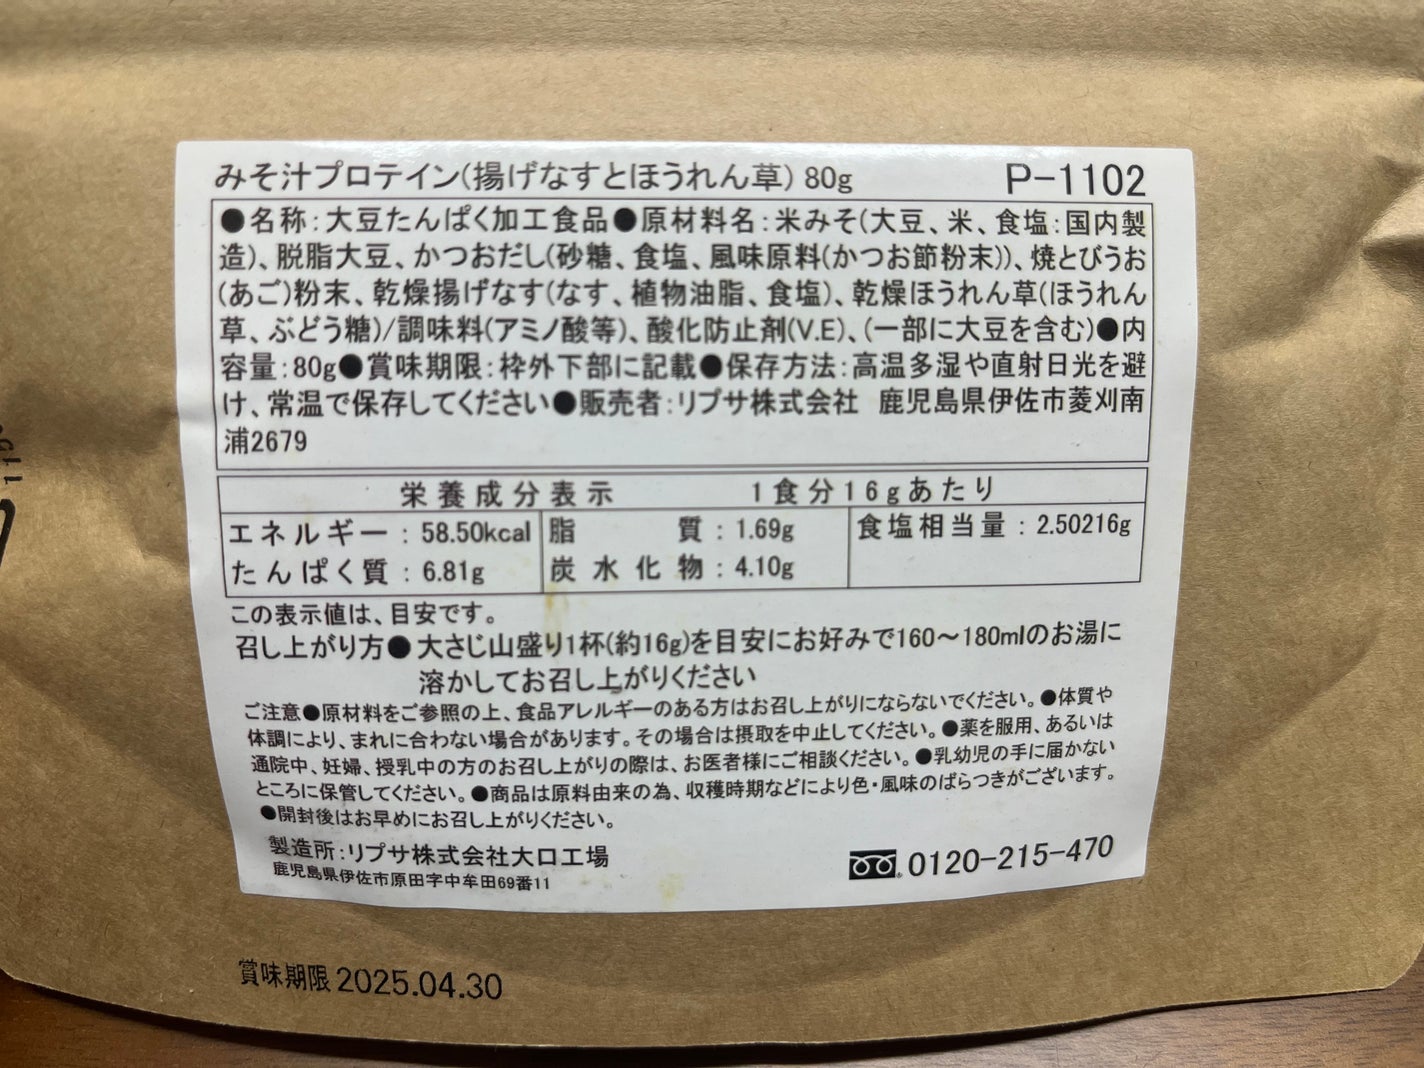 みそ汁プロテイン(揚げなすとほうれん草) 80g P-1102
●名称:大豆たんぱく加工食品●原材料名:米みそ(大豆、米、食塩:国内製
造)、脱脂大豆、かつおだし(砂糖、食塩、風味原料(かつお節粉末))、焼とびうお
(あご)粉末、乾燥揚げなす(なす、植物油脂、食塩)、乾燥ほうれん草(ほうれん
草、ぶどう糖)/調味料(アミノ酸等)、酸化防止剤(V.E)、(一部に大豆を含む)●内
容量:80g●賞味期限:枠外下部に記載●保存方法:高温多湿や直射日光を避
け、常温で保存してください●販売者:リプサ株式会社 鹿児島県伊佐市菱刈南
浦2679
栄養成分表示 1食分16gあたり
エネルギー:58.50kcal 脂質:1.69g 食塩相当量:2.50216g
たんぱく質:6.81g 炭水化物:4.10g
この表示値は、目安です。
召し上がり方●大さじ山盛り1杯(約16g)を目安にお好みで160~180mlのお湯に
溶かしてお召し上がりください
ご注意●原材料をご参照の上、食品アレルギーのある方はお召し上がりにならないでください。●体質や
体調により、まれに合わない場合があります。その場合は摂取を中止してください。●薬を服用、あるいは
通院中、妊婦、授乳中の方のお召し上がりの際は、お医者様にご相談ください。●乳幼児の手に届かない
ところに保管してください。●商品は原料由来の為、収穫時期などにより色・風味のばらつきがございます。
●開封後はお早めにお召し上がりください。
製造所:リプサ株式会社大口工場
鹿児島県伊佐市原田字中牟田69番11
0120-215-470
賞味期限 2025.04.30